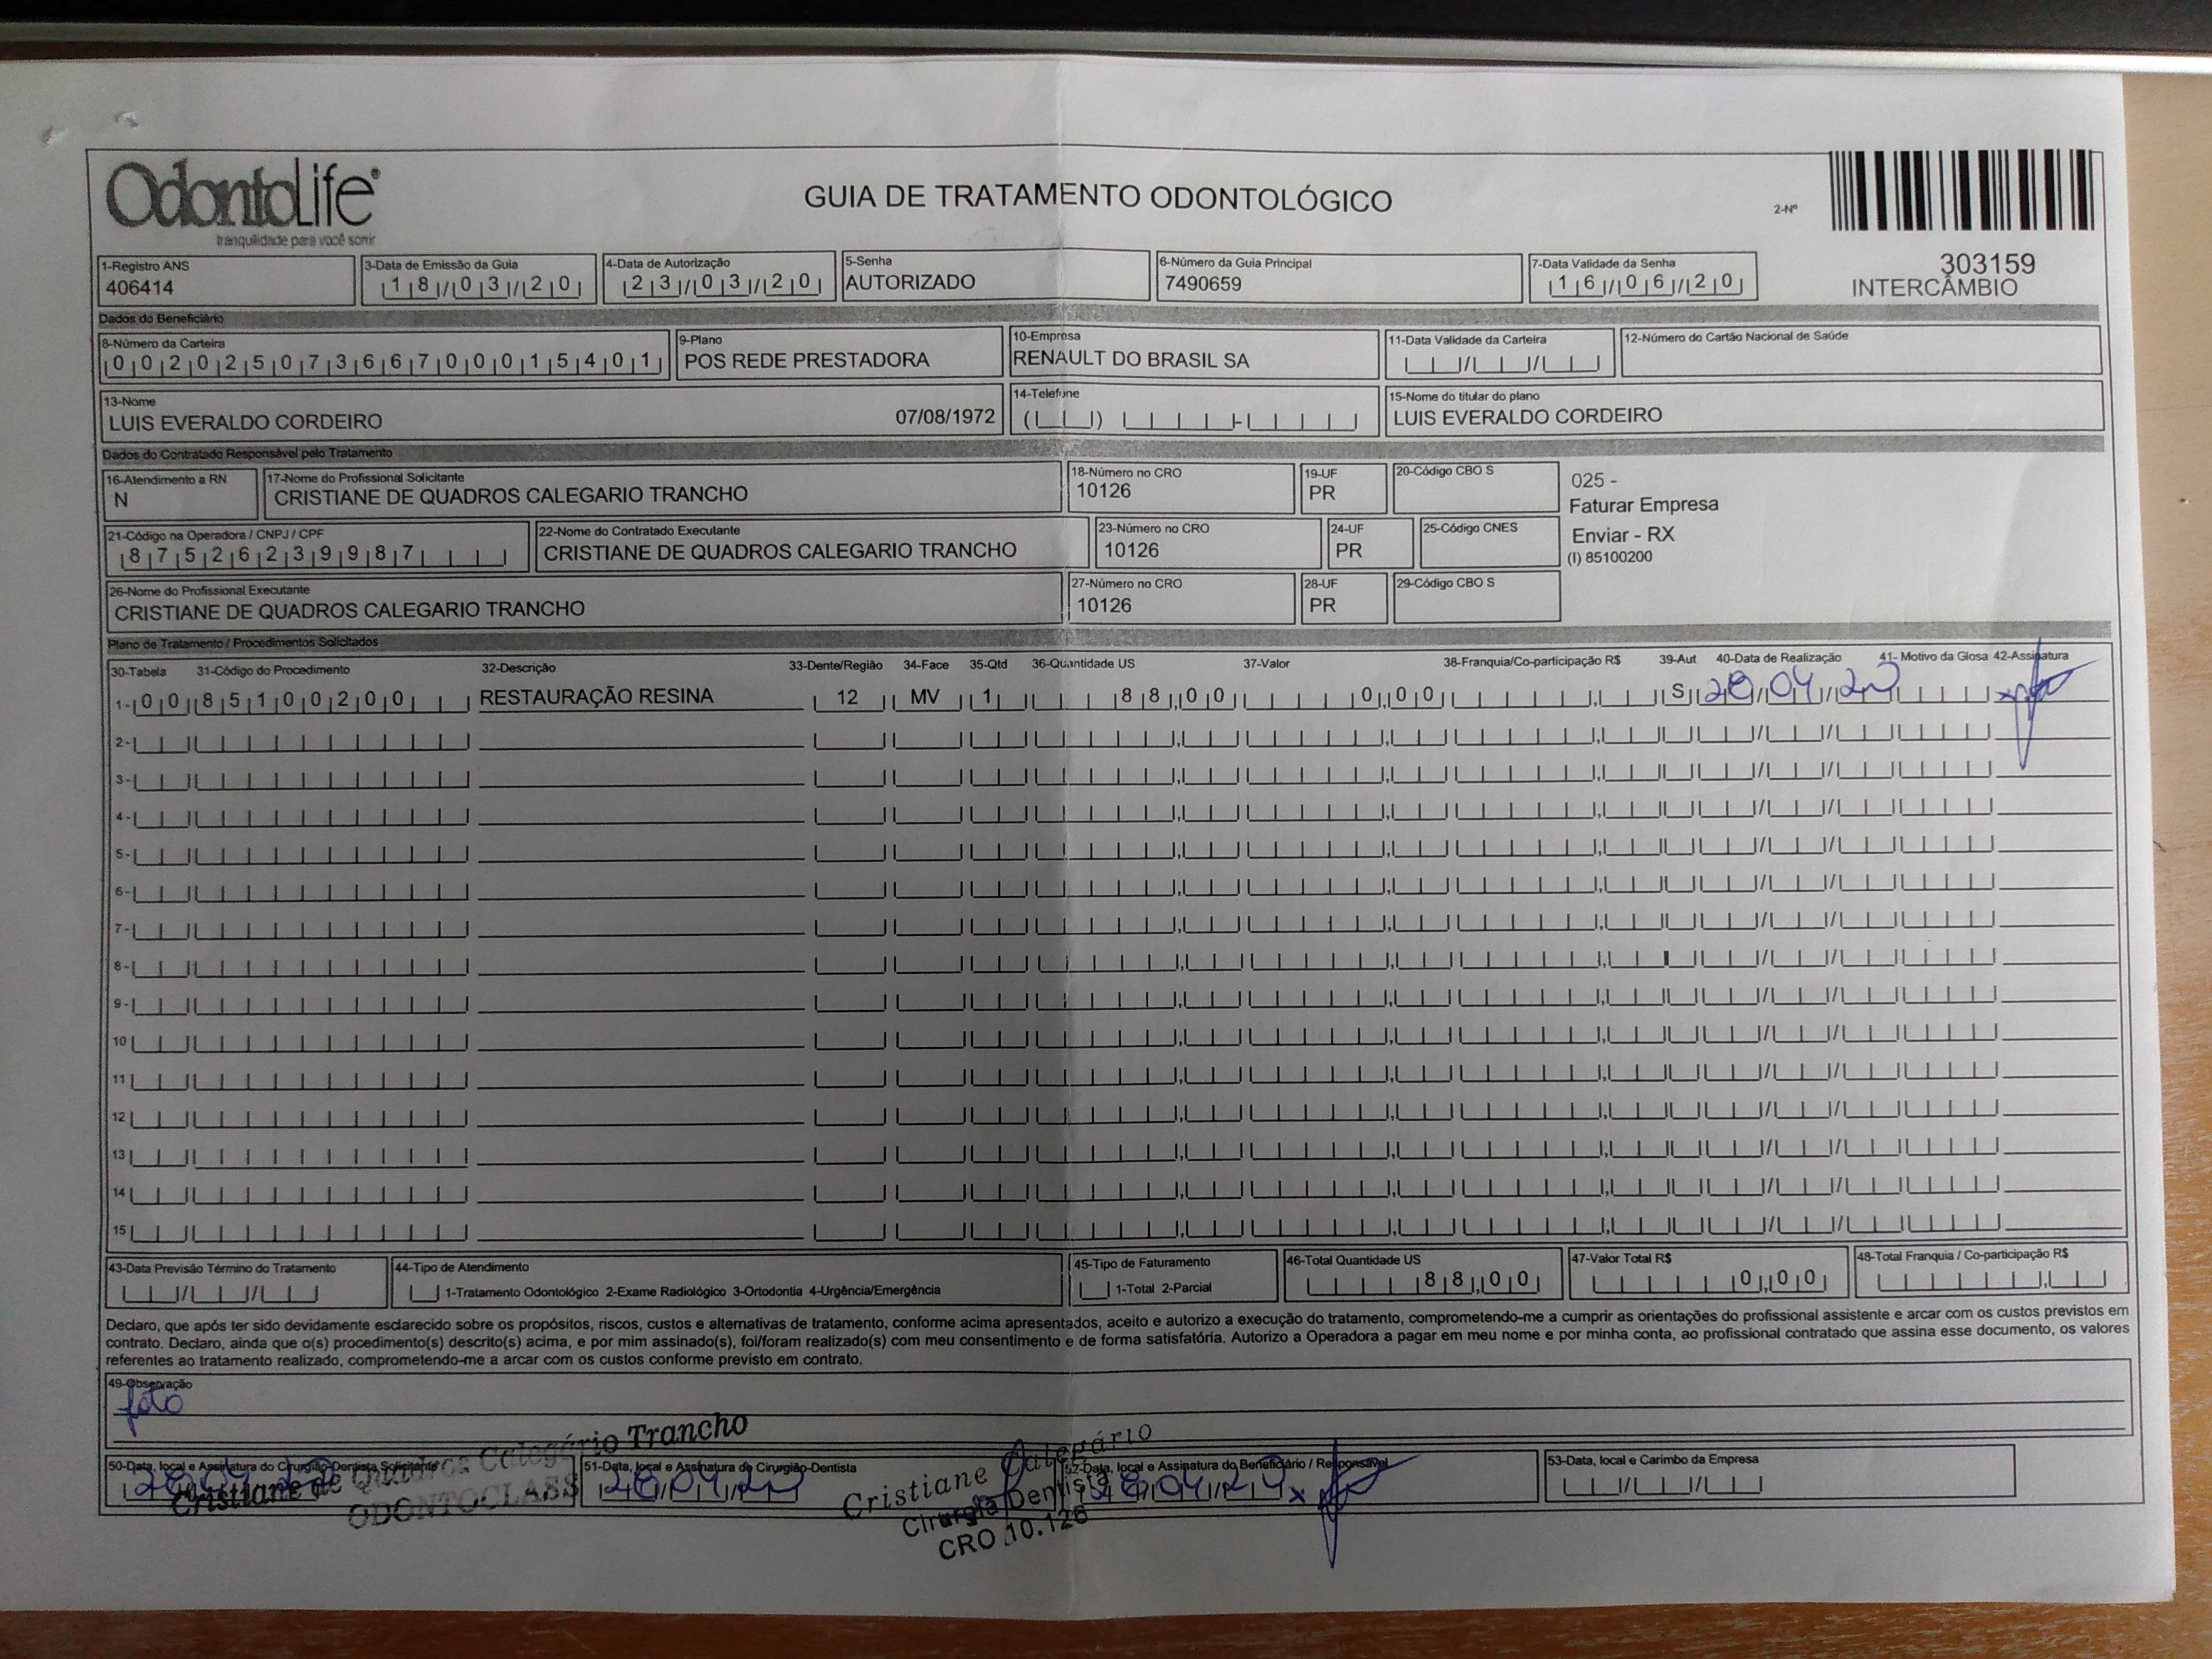 OdontoLife®
tranquilidade para você sorrir
GUIA DE TRATAMENTO ODONTOLÓGICO
2-Nº
303159
INTERCÂMBIO
1-Registro ANS 3-Data de Emissão da Guia 4-Data de Autorização 5-Senha 6-Número da Guia Principal 7-Data Validade da Senha
406414 18/03/20 23/03/20 AUTORIZADO 7490659 16/06/20
Dados do Beneficiário
8-Número da Carteira 9-Plano 10-Empresa 11-Data Validade da Carteira 12-Número do Cartão Nacional de Saúde
00202507366700015401 POS REDE PRESTADORA RENAULT DO BRASIL SA
13-Nome 14-Telefone 15-Nome do titular do plano
LUIS EVERALDO CORDEIRO 07/08/1972 LUIS EVERALDO CORDEIRO
Dados do Contratado Responsável pelo Tratamento
16-Atendimento a RN 17-Nome do Profissional Solicitante 18-Número no CRO 19-UF 20-Código CBO S
N CRISTIANE DE QUADROS CALEGARIO TRANCHO 10126 PR
025 -
Faturar Empresa
Enviar - RX
(I) 85100200
21-Código na Operadora / CNPJ / CPF 22-Nome do Contratado Executante 23-Número no CRO 24-UF 25-Código CNES
87526239987 CRISTIANE DE QUADROS CALEGARIO TRANCHO 10126 PR
26-Nome do Profissional Executante 27-Número no CRO 28-UF 29-Código CBO S
CRISTIANE DE QUADROS CALEGARIO TRANCHO 10126 PR
Plano de Tratamento / Procedimentos Solicitados
30-Tabela 31-Código do Procedimento 32-Descrição 33-Dente/Região 34-Face 35-Qtd 36-Quantidade US 37-Valor 38-Franquia/Co-participação R$ 39-Aut 40-Data de Realização 41- Motivo da Glosa 42-Assinatura
1- 00 85100200 RESTAURAÇÃO RESINA 12 MV 1 88,00 0,00 S 28/04/20
2-
3-
4-
5-
6-
7-
8-
9-
10
11
12
13
14
15
43-Data Previsão Término do Tratamento 44-Tipo de Atendimento 45-Tipo de Faturamento 46-Total Quantidade US 47-Valor Total R$ 48-Total Franquia / Co-participação R$
1-Tratamento Odontológico 2-Exame Radiológico 3-Ortodontia 4-Urgência/Emergência 1-Total 2-Parcial 88,00 0,00
Declaro, que após ter sido devidamente esclarecido sobre os propósitos, riscos, custos e alternativas de tratamento, conforme acima apresentados, aceito e autorizo a execução do tratamento, comprometendo-me a cumprir as orientações do profissional assistente e arcar com os custos previstos em
contrato. Declaro, ainda que o(s) procedimento(s) descrito(s) acima, e por mim assinado(s), foi/foram realizado(s) com meu consentimento e de forma satisfatória. Autorizo a Operadora a pagar em meu nome e por minha conta, ao profissional contratado que assina esse documento, os valores
referentes ao tratamento realizado, comprometendo-me a arcar com os custos conforme previsto em contrato.
49-Observação
foto
50-Data, local e Assinatura do Cirurgião-Dentista Solicitante 51-Data, local e Assinatura do Cirurgião-Dentista 52-Data, local e Assinatura do Beneficiário / Responsável 53-Data, local e Carimbo da Empresa
Cristiane de Quadros Calegário Trancho
ODONTOCLASS
Cristiane Calegário
Cirurgiã Dentista
CRO 10.126